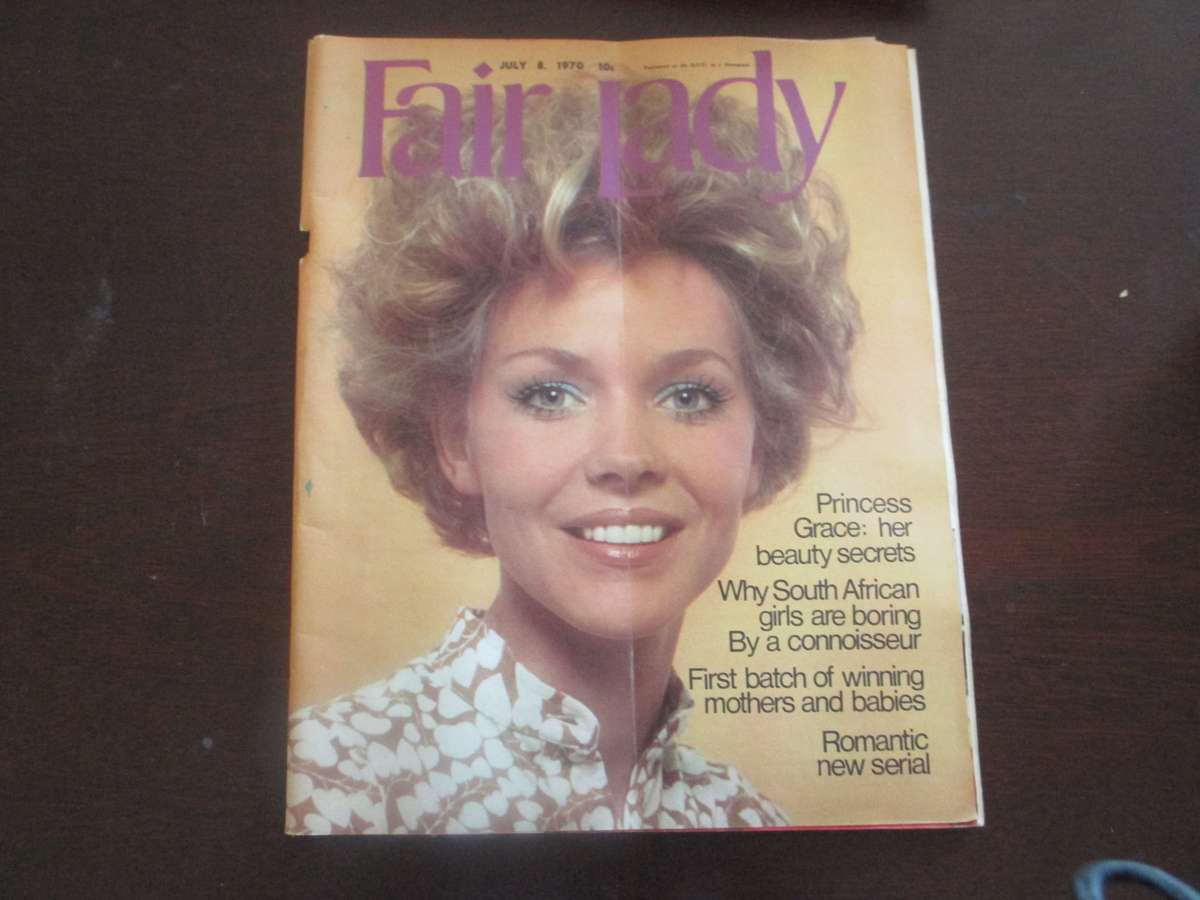 JULY 8. 1970 10c
Fair Lady
Princess
Grace: her
beauty secrets
Why South African
girls are boring
By a connoisseur
First batch of winning
mothers and babies
Romantic
new serial